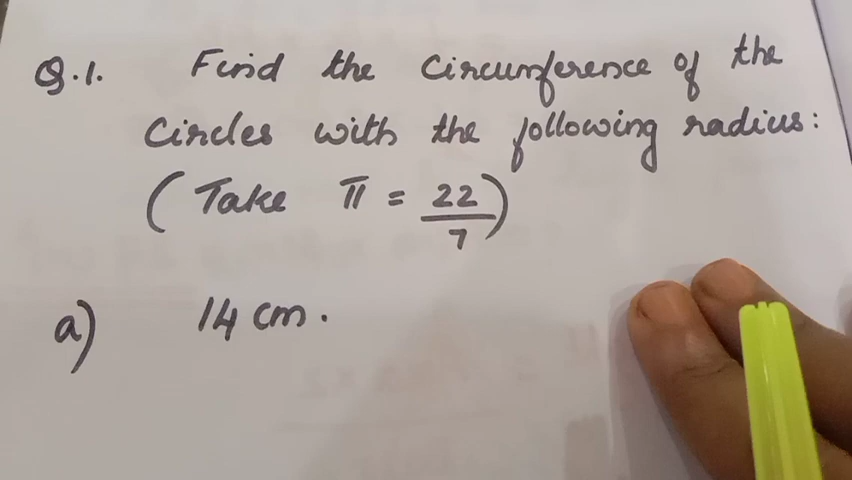 Q.1. Find the Circumference of the
Circles with the following radius:
( Take π = 22/7 )
a) 14 cm.